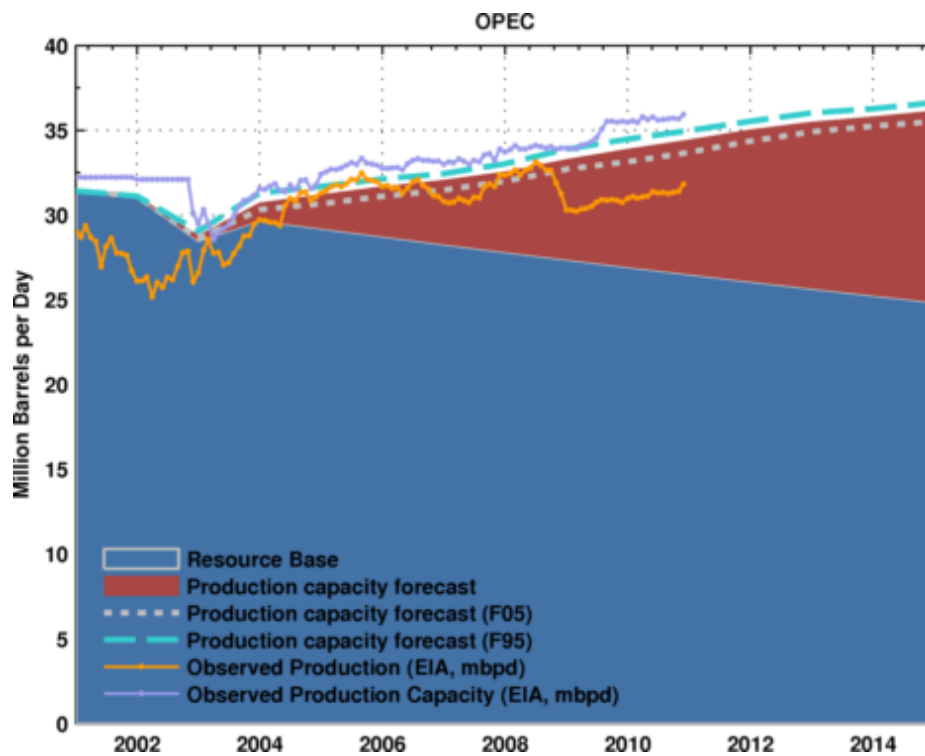 OPEC
40
35
30
25
20
15
10
5
0
Million Barrels per Day
Resource Base
Production capacity forecast
Production capacity forecast (F05)
Production capacity forecast (F95)
Observed Production (EIA, mbpd)
Observed Production Capacity (EIA, mbpd)
2002 2004 2006 2008 2010 2012 2014